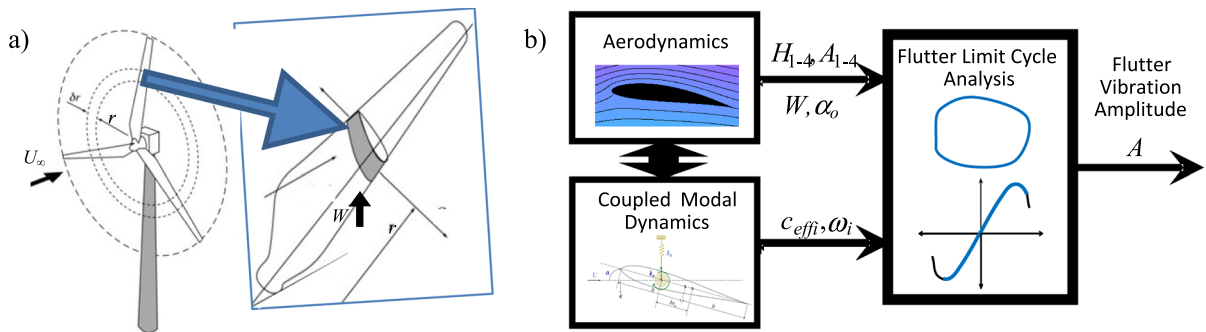 a)
δr
r
U∞
W
r
b)
Aerodynamics
H1-4, A1-4
W, αo
Coupled Modal
Dynamics
ceffi, ωi
Flutter Limit Cycle
Analysis
Flutter
Vibration
Amplitude
A